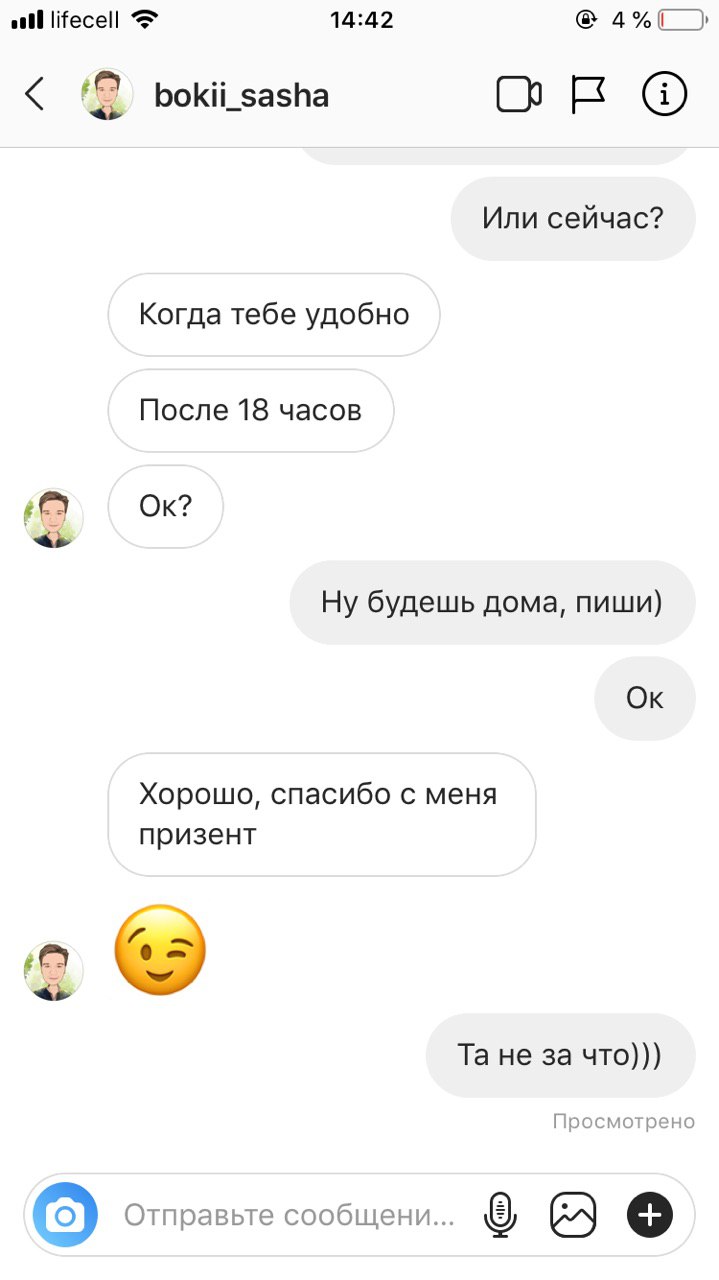 lifecell
14:42
4 %
bokii_sasha
Или сейчас?
Когда тебе удобно
После 18 часов
Ок?
Ну будешь дома, пиши)
Ок
Хорошо, спасибо с меня
призент
Та не за что)))
Просмотрено
Отправьте сообщени...